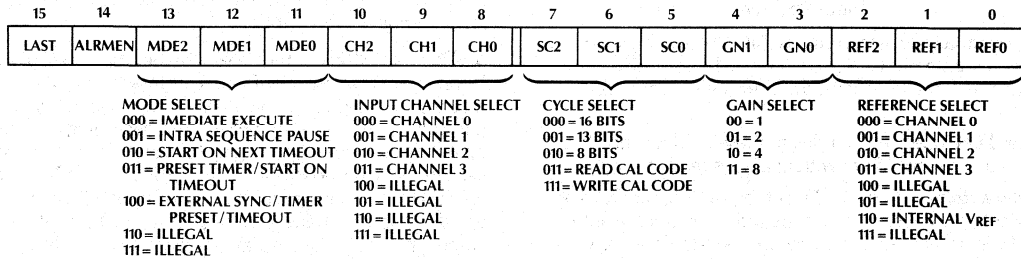 15 14 13 12 11 10 9 8 7 6 5 4 3 2 1 0
LAST ALRMEN MDE2 MDE1 MDE0 CH2 CH1 CH0 SC2 SC1 SC0 GN1 GN0 REF2 REF1 REF0
MODE SELECT
000 = IMEDIATE EXECUTE
001 = INTRA SEQUENCE PAUSE
010 = START ON NEXT TIMEOUT
011 = PRESET TIMER/START ON
TIMEOUT
100 = EXTERNAL SYNC/TIMER
PRESET/TIMEOUT
110 = ILLEGAL
111 = ILLEGAL
INPUT CHANNEL SELECT
000 = CHANNEL 0
001 = CHANNEL 1
010 = CHANNEL 2
011 = CHANNEL 3
100 = ILLEGAL
101 = ILLEGAL
110 = ILLEGAL
111 = ILLEGAL
CYCLE SELECT
000 = 16 BITS
001 = 13 BITS
010 = 8 BITS
011 = READ CAL CODE
111 = WRITE CAL CODE
GAIN SELECT
00 = 1
01 = 2
10 = 4
11 = 8
REFERENCE SELECT
000 = CHANNEL 0
001 = CHANNEL 1
010 = CHANNEL 2
011 = CHANNEL 3
100 = ILLEGAL
101 = ILLEGAL
110 = INTERNAL VREF
111 = ILLEGAL